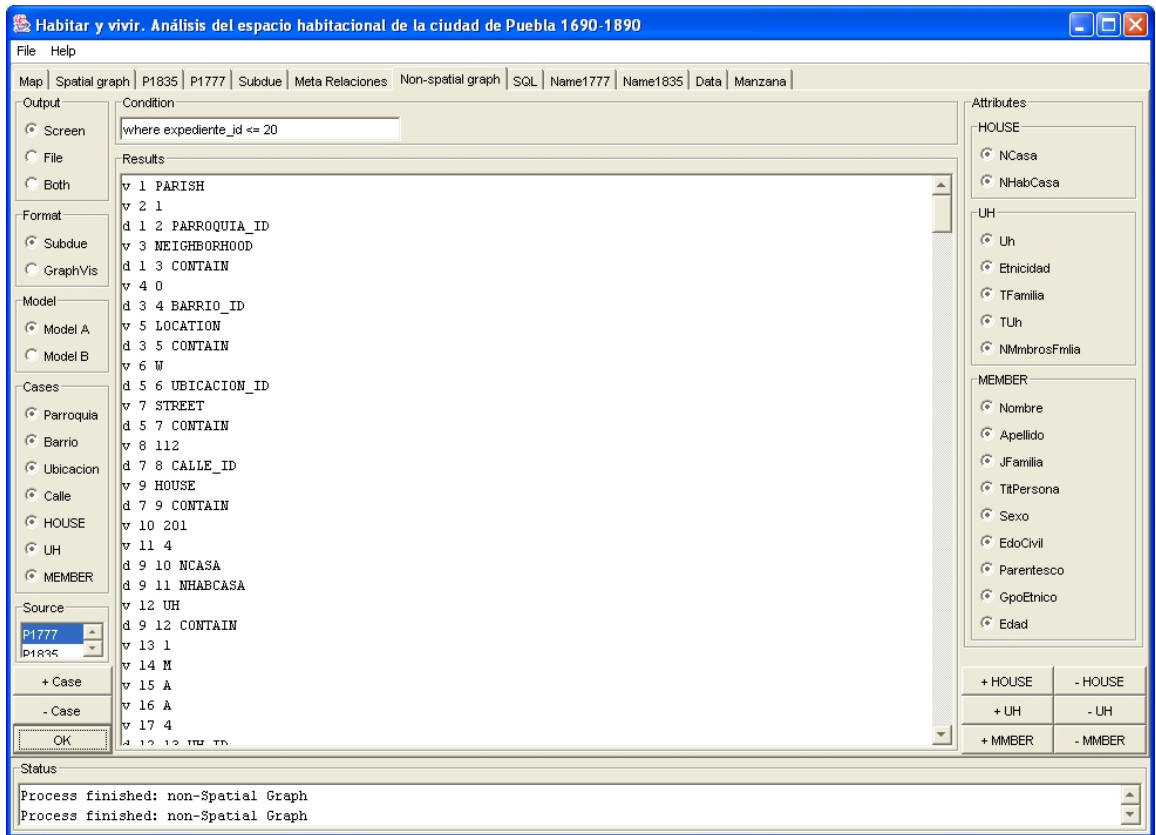 Habitar y vivir. Análisis del espacio habitacional de la ciudad de Puebla 1690-1890
File Help
Map Spatial graph P1835 P1777 Subdue Meta Relaciones Non-spatial graph SQL Name1777 Name1835 Data Manzana
Output
Screen
File
Both
Format
Subdue
GraphVis
Model
Model A
Model B
Cases
Parroquia
Barrio
Ubicacion
Calle
HOUSE
UH
MEMBER
Source
P1777
P1835
+ Case
- Case
OK
Condition
where expediente_id <= 20
Results
v 1 PARISH
v 2 1
d 1 2 PARROQUIA_ID
v 3 NEIGHBORHOOD
d 1 3 CONTAIN
v 4 0
d 3 4 BARRIO_ID
v 5 LOCATION
d 3 5 CONTAIN
v 6 W
d 5 6 UBICACION_ID
v 7 STREET
d 5 7 CONTAIN
v 8 112
d 7 8 CALLE_ID
v 9 HOUSE
d 7 9 CONTAIN
v 10 201
v 11 4
d 9 10 NCASA
d 9 11 NHABCASA
v 12 UH
d 9 12 CONTAIN
v 13 1
v 14 M
v 15 A
v 16 A
v 17 4
d 12 13 UH_ID
Attributes
HOUSE
NCasa
NHabCasa
UH
Uh
Etnicidad
TFamilia
TUh
NMmbrosFmlia
MEMBER
Nombre
Apellido
JFamilia
TitPersona
Sexo
EdoCivil
Parentesco
GpoEtnico
Edad
+ HOUSE - HOUSE
+ UH - UH
+ MMBER - MMBER
Status
Process finished: non-Spatial Graph
Process finished: non-Spatial Graph